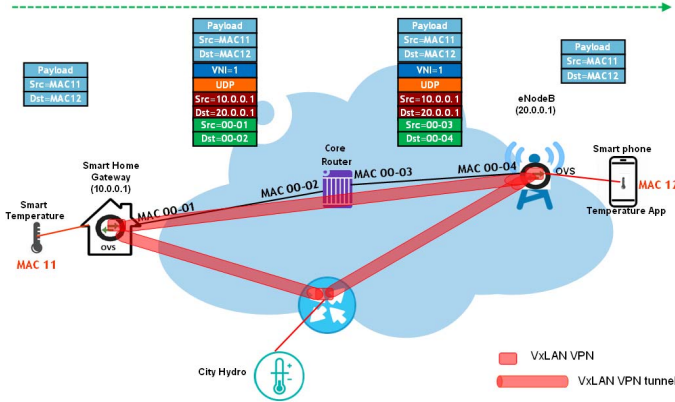 Payload
Src=MAC11
Dst=MAC12
Payload
Src=MAC11
Dst=MAC12
VNI=1
UDP
Src=10.0.0.1
Dst=20.0.0.1
Src=00-01
Dst=00-02
Payload
Src=MAC11
Dst=MAC12
VNI=1
UDP
Src=10.0.0.1
Dst=20.0.0.1
Src=00-03
Dst=00-04
Payload
Src=MAC11
Dst=MAC12
eNodeB
(20.0.0.1)
Smart Home
Gateway
(10.0.0.1)
Core
Router
Smart phone
MAC 00-01
MAC 00-02
MAC 00-03
MAC 00-04
OVS
Smart
Temperature
OVS
MAC 11
MAC 12
Temperature App
City Hydro
VxLAN VPN
VxLAN VPN tunnel